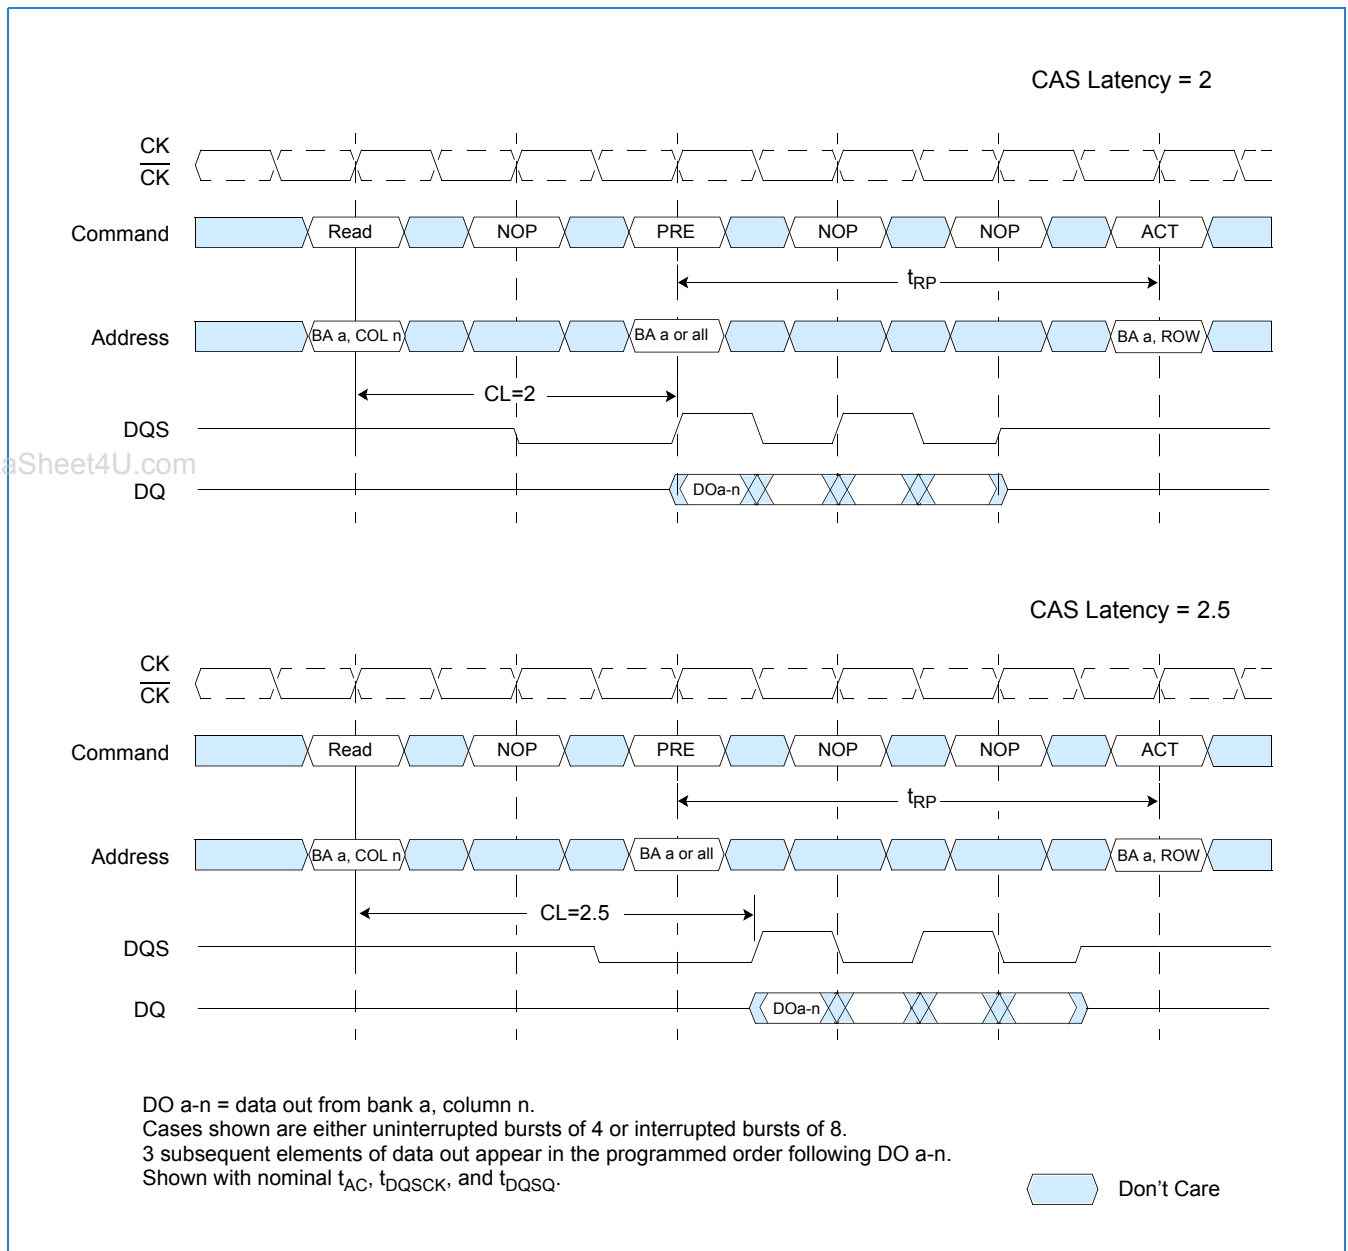 CAS Latency = 2
CK
CK
Command
Read NOP PRE NOP NOP ACT
tRP
Address
BA a, COL n BA a or all BA a, ROW
CL=2
DQS
aSheet4U.com
DQ
DOa-n
CAS Latency = 2.5
CK
CK
Command
Read NOP PRE NOP NOP ACT
tRP
Address
BA a, COL n BA a or all BA a, ROW
CL=2.5
DQS
DQ
DOa-n
DO a-n = data out from bank a, column n.
Cases shown are either uninterrupted bursts of 4 or interrupted bursts of 8.
3 subsequent elements of data out appear in the programmed order following DO a-n.
Shown with nominal tAC, tDQSCK, and tDQSQ.
Don't Care